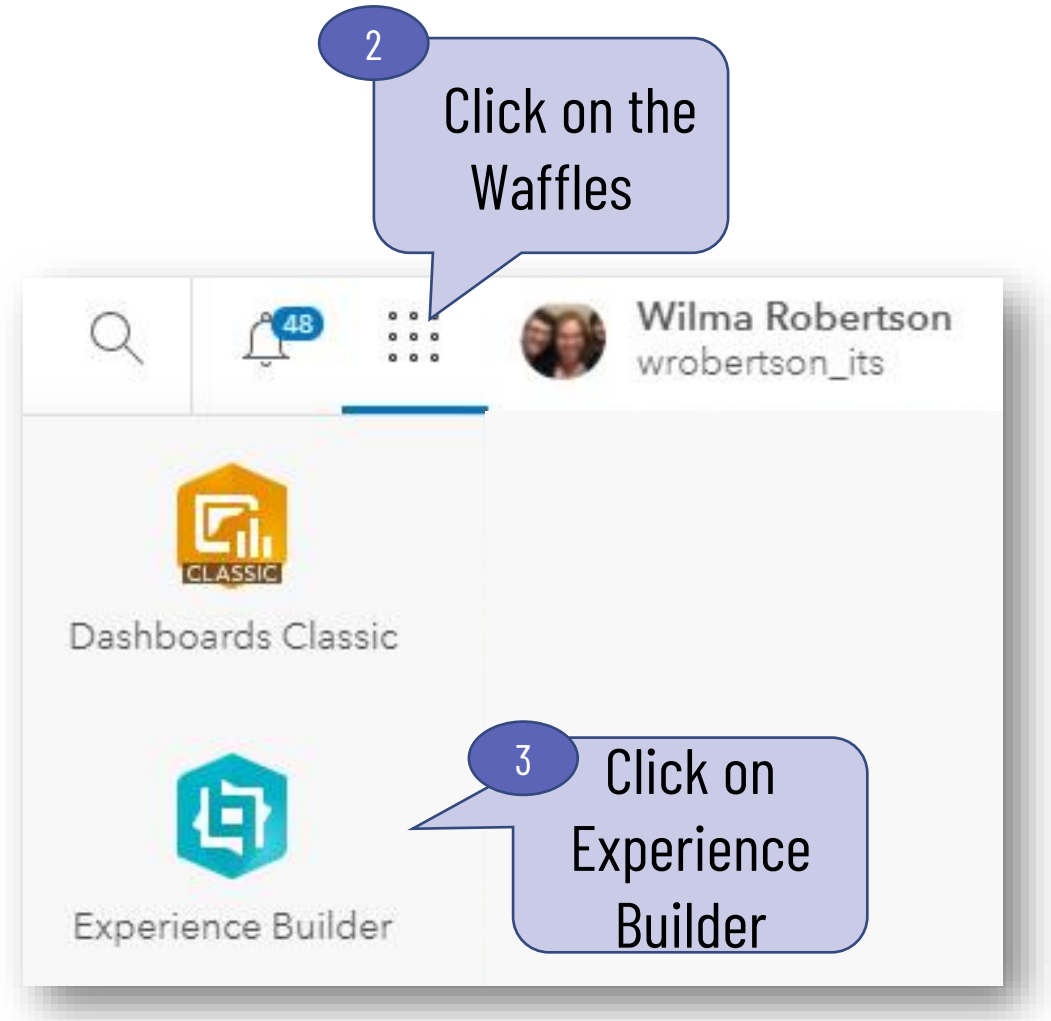 2
Click on the
Waffles
48
Wilma Robertson
wrobertson_its
CLASSIC
Dashboards Classic
3
Click on
Experience
Builder
Experience Builder